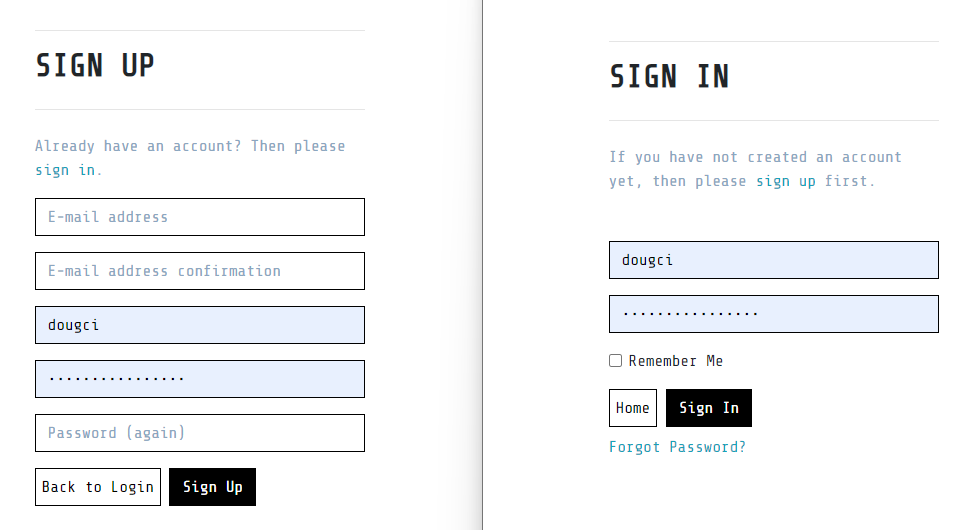 SIGN UP
Already have an account? Then please
sign in.
E-mail address
E-mail address confirmation
dougci
................
Password (again)
Back to Login
Sign Up
SIGN IN
If you have not created an account
yet, then please sign up first.
dougci
................
Remember Me
Home
Sign In
Forgot Password?